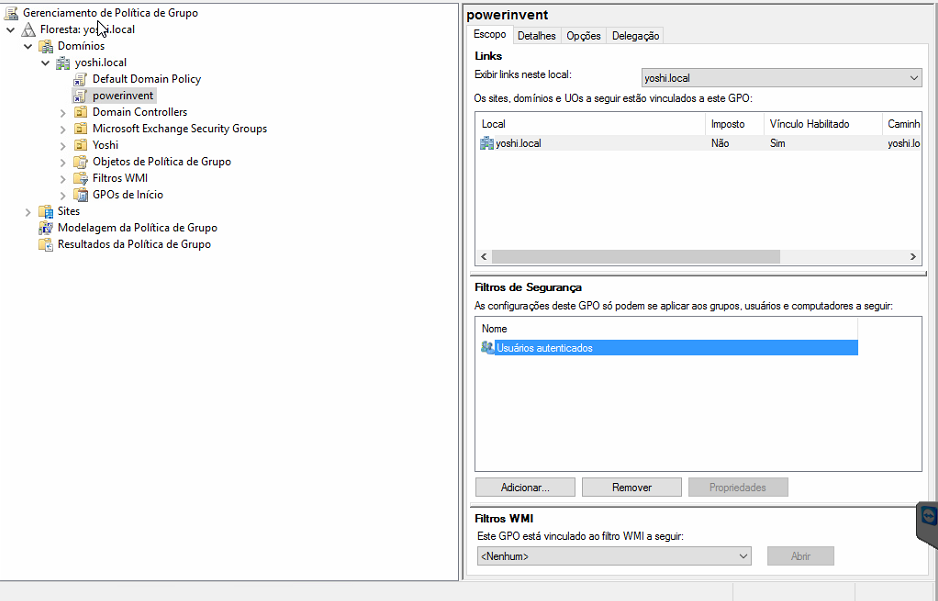 Gerenciamento de Política de Grupo
Floresta: yoshi.local
Domínios
yoshi.local
Default Domain Policy
powerinvent
Domain Controllers
Microsoft Exchange Security Groups
Yoshi
Objetos de Política de Grupo
Filtros WMI
GPOs de Início
Sites
Modelagem da Política de Grupo
Resultados da Política de Grupo
powerinvent
Escopo Detalhes Opções Delegação
Links
Exibir links neste local: yoshi.local
Os sites, domínios e UOs a seguir estão vinculados a este GPO:
Local Imposto Vínculo Habilitado Caminh
yoshi.local Não Sim yoshi.lo
Filtros de Segurança
As configurações deste GPO só podem se aplicar aos grupos, usuários e computadores a seguir:
Nome
Usuários autenticados
Adicionar... Remover Propriedades
Filtros WMI
Este GPO está vinculado ao filtro WMI a seguir:
<Nenhum> Abrir